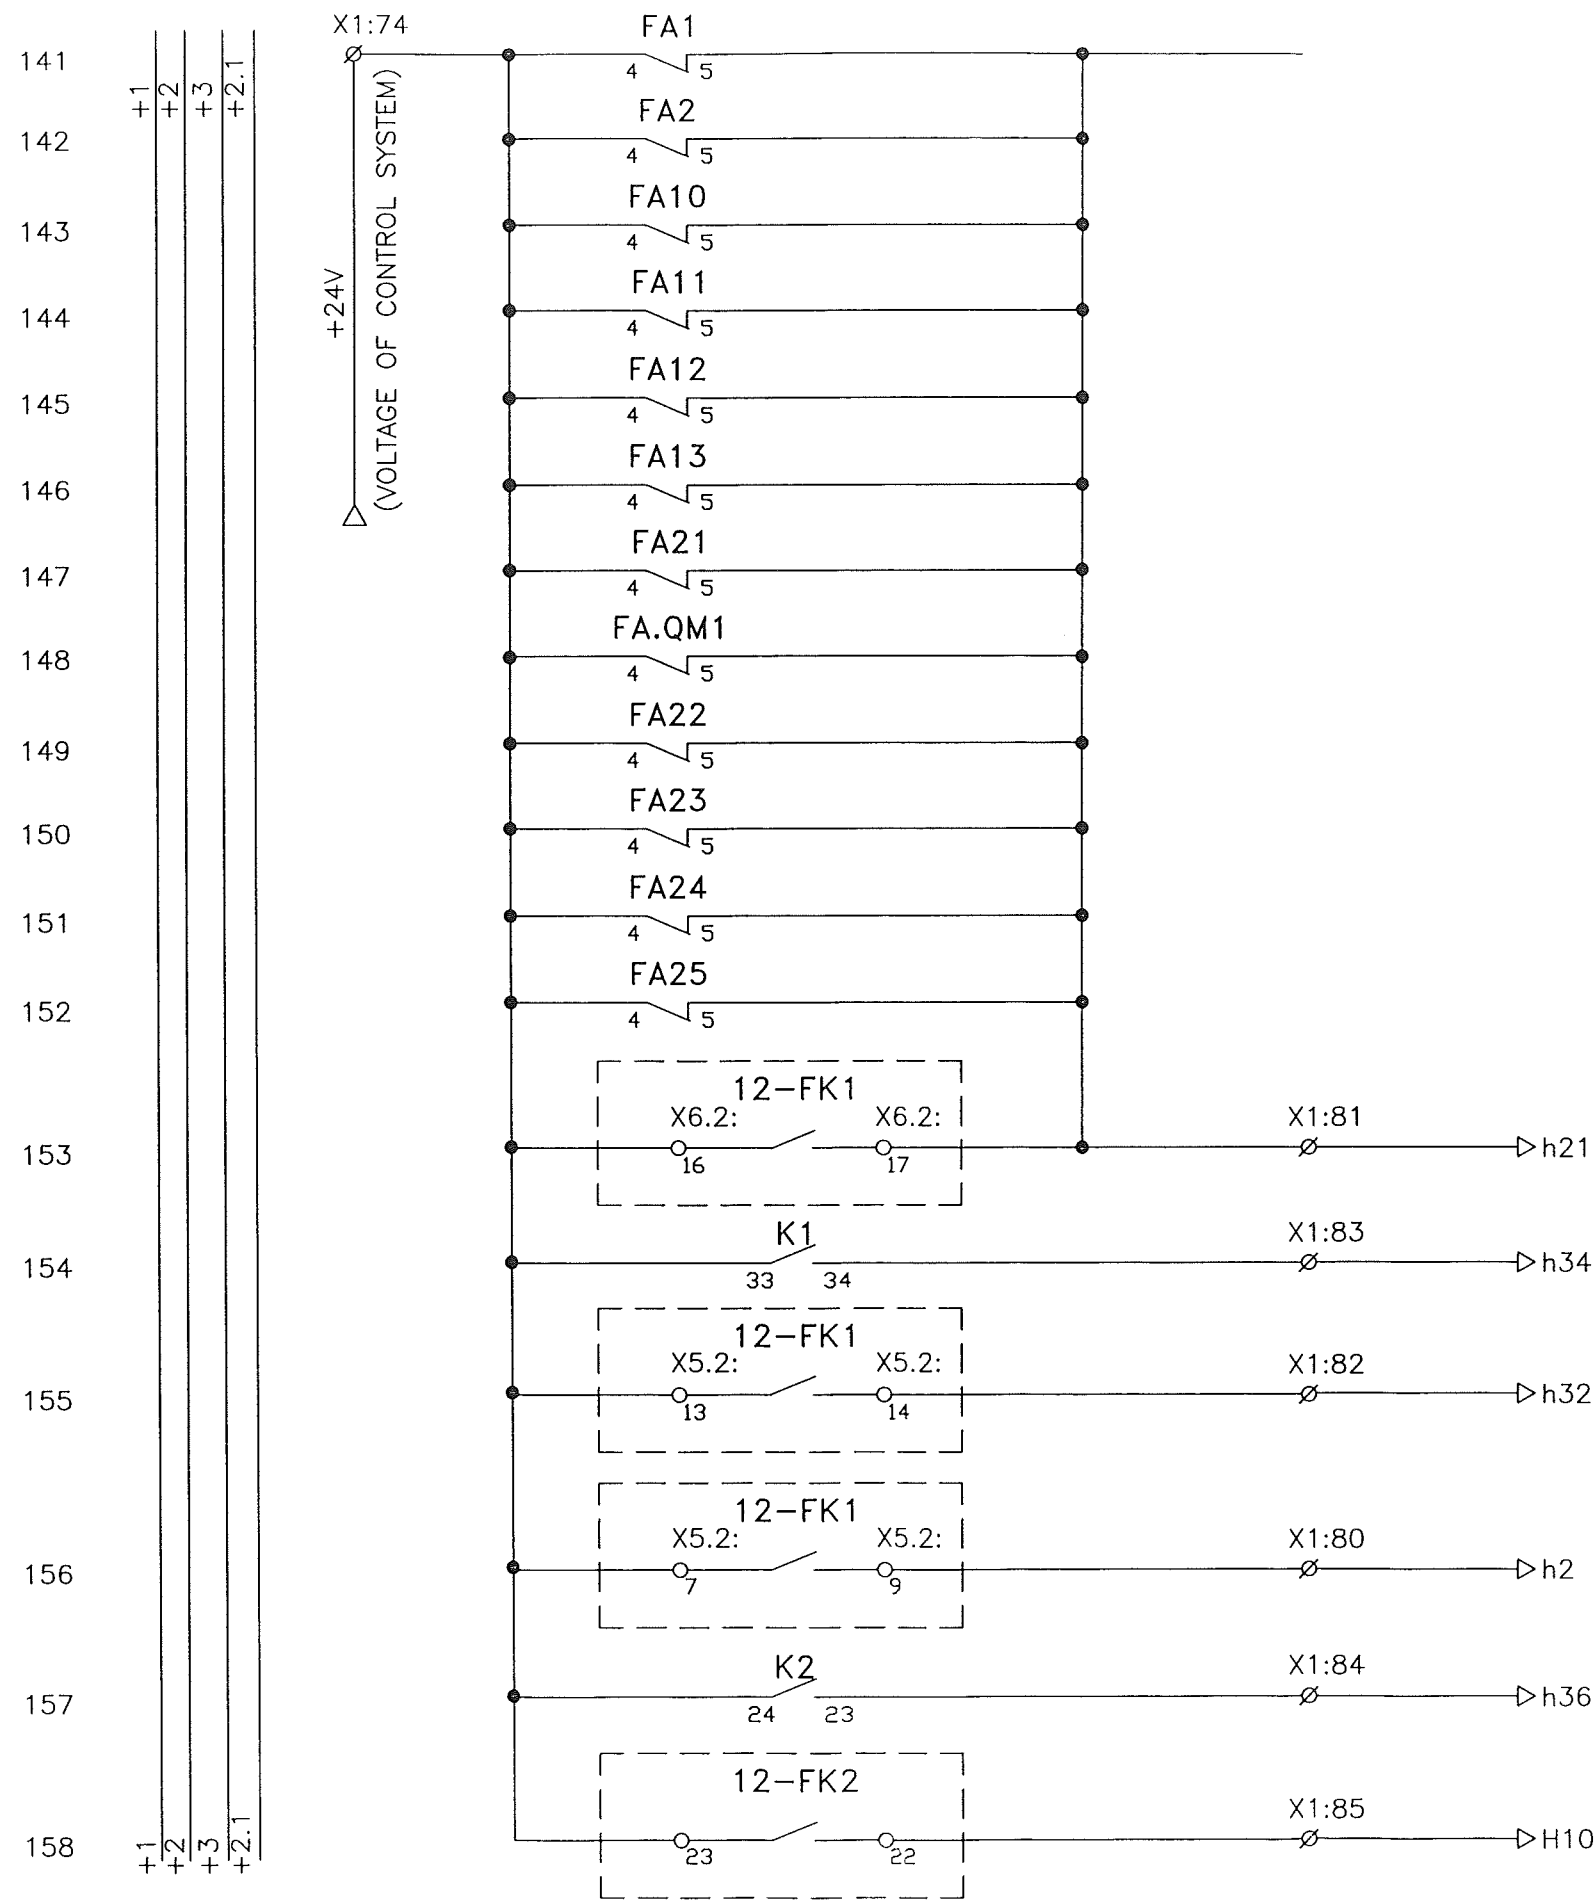 X1:74
FA1
141
4 5
+1
+2
+3
+2.1
+24V
(VOLTAGE OF CONTROL SYSTEM)
FA2
142
4 5
FA10
143
4 5
FA11
144
4 5
FA12
145
4 5
FA13
146
4 5
FA21
147
4 5
FA.QM1
148
4 5
FA22
149
4 5
FA23
150
4 5
FA24
151
4 5
FA25
152
4 5
12-FK1
X6.2: X6.2: X1:81
153 h21
16 17
K1 X1:83
154 h34
33 34
12-FK1
X5.2: X5.2: X1:82
155 h32
13 14
12-FK1
X5.2: X5.2: X1:80
156 h2
7 9
K2 X1:84
157 h36
24 23
12-FK2
X1:85
158 H10
23 22
+1
+2
+3
+2.1